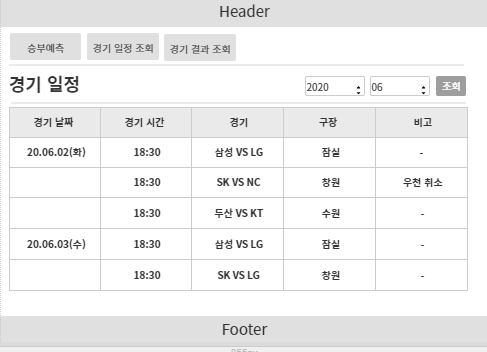 Header
승부예측 경기 일정 조회 경기 결과 조회
경기 일정 2020 06 조회
경기 날짜 경기 시간 경기 구장 비고
20.06.02(화) 18:30 삼성 VS LG 잠실 -
18:30 SK VS NC 창원 우천 취소
18:30 두산 VS KT 수원 -
20.06.03(수) 18:30 삼성 VS LG 잠실 -
18:30 SK VS LG 창원 -
Footer